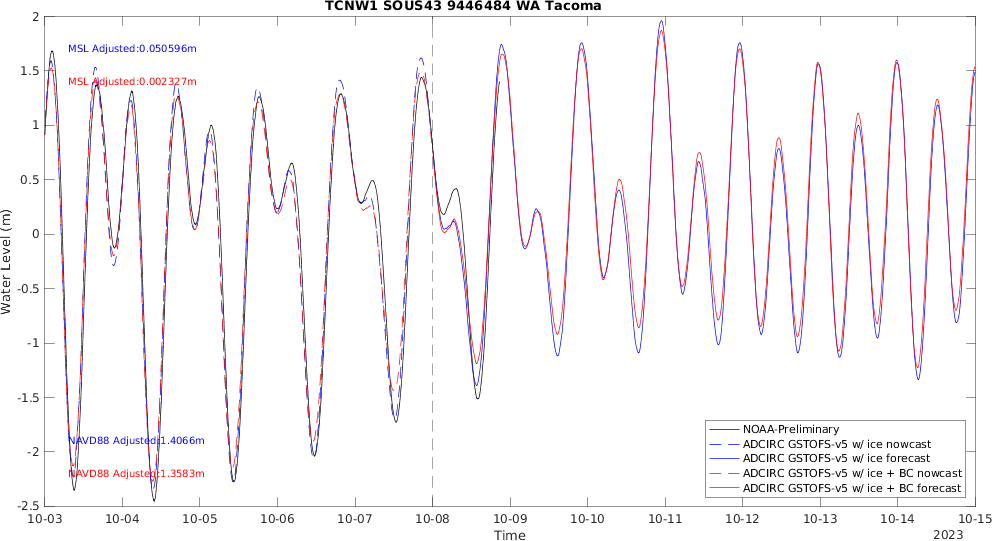 TCNW1 SOUS43 9446484 WA Tacoma
2
1.5
1
0.5
0
-0.5
-1
-1.5
-2
-2.5
Water Level (m)
MSL Adjusted:0.050596m
MSL Adjusted:0.002327m
NAVD88 Adjusted:1.4066m
NAVD88 Adjusted:1.3583m
NOAA-Preliminary
ADCIRC GSTOFS-v5 w/ ice nowcast
ADCIRC GSTOFS-v5 w/ ice forecast
ADCIRC GSTOFS-v5 w/ ice + BC nowcast
ADCIRC GSTOFS-v5 w/ ice + BC forecast
10-03 10-04 10-05 10-06 10-07 10-08 10-09 10-10 10-11 10-12 10-13 10-14 10-15
Time
2023